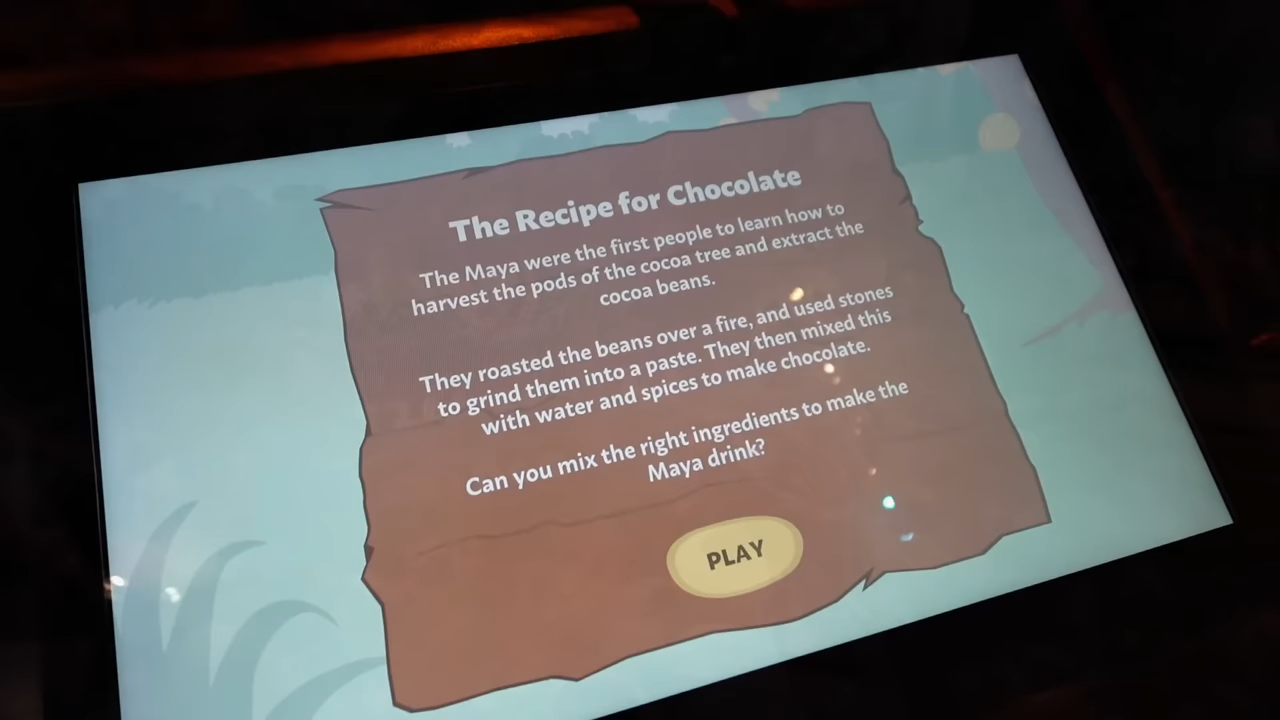 The Recipe for Chocolate
The Maya were the first people to learn how to
harvest the pods of the cocoa tree and extract the
cocoa beans.
They roasted the beans over a fire, and used stones
to grind them into a paste. They then mixed this
with water and spices to make chocolate.
Can you mix the right ingredients to make the
Maya drink?
PLAY